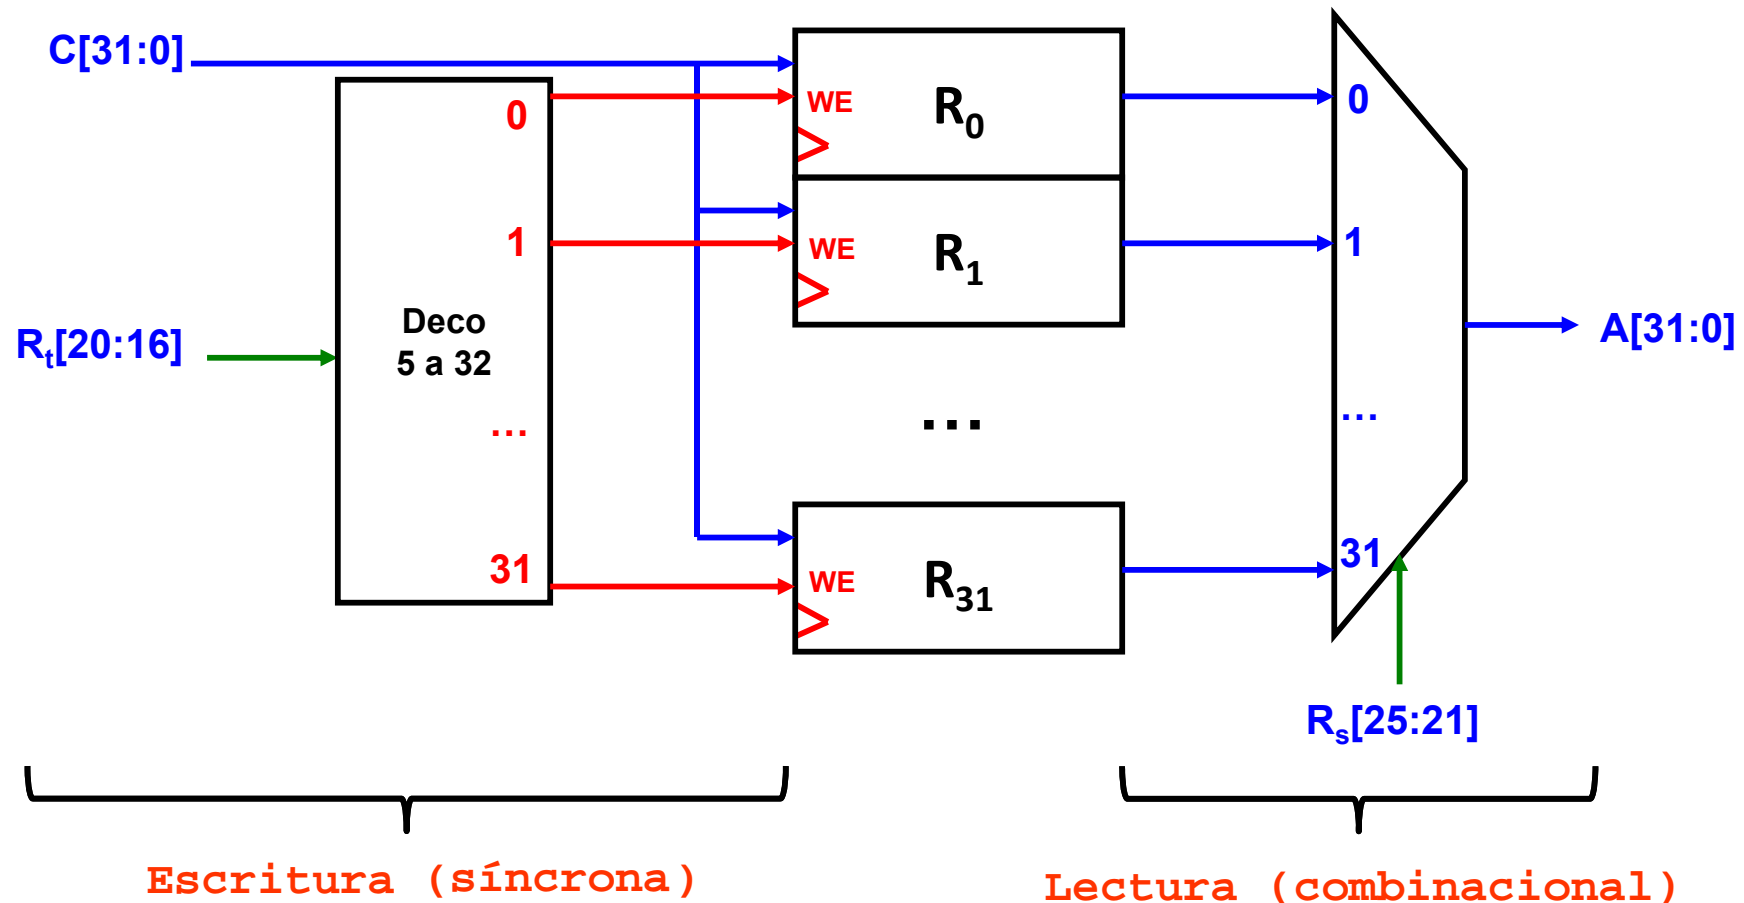 C[31:0]
0
WE
R0
0
1
WE
R1
1
Deco
5 a 32
Rt[20:16]
A[31:0]
...
...
...
31
WE
R31
31
Rs[25:21]
Escritura (síncrona)
Lectura (combinacional)